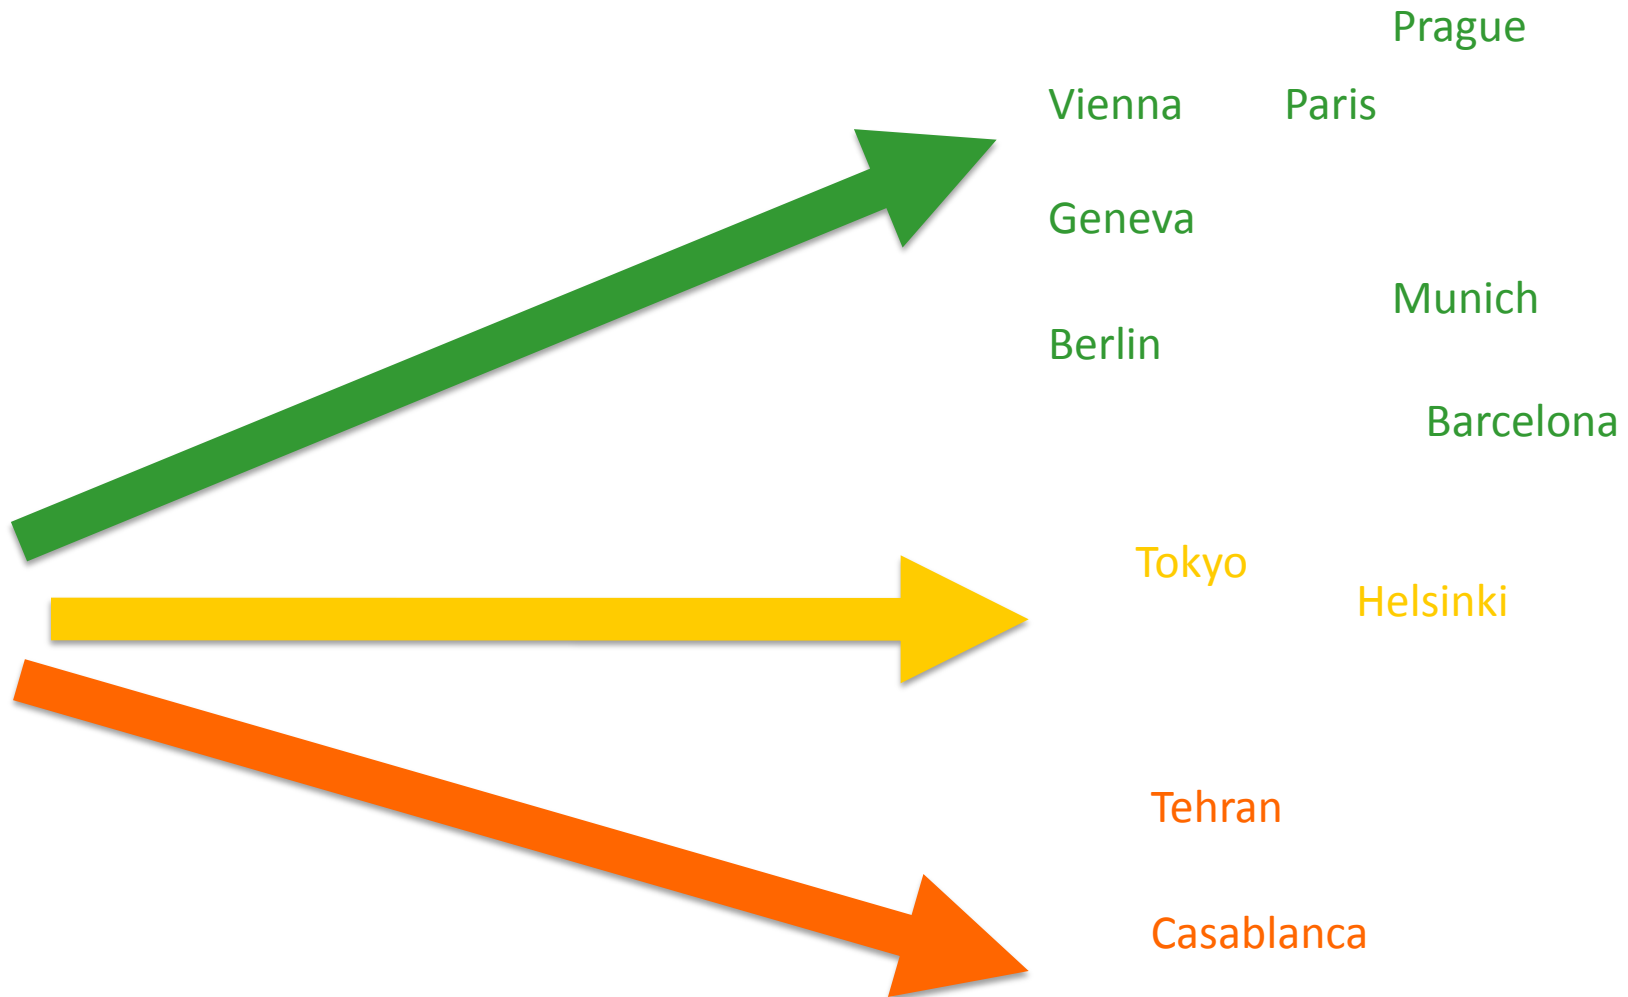 Prague
Vienna
Paris
Geneva
Munich
Berlin
Barcelona
Tokyo
Helsinki
Tehran
Casablanca